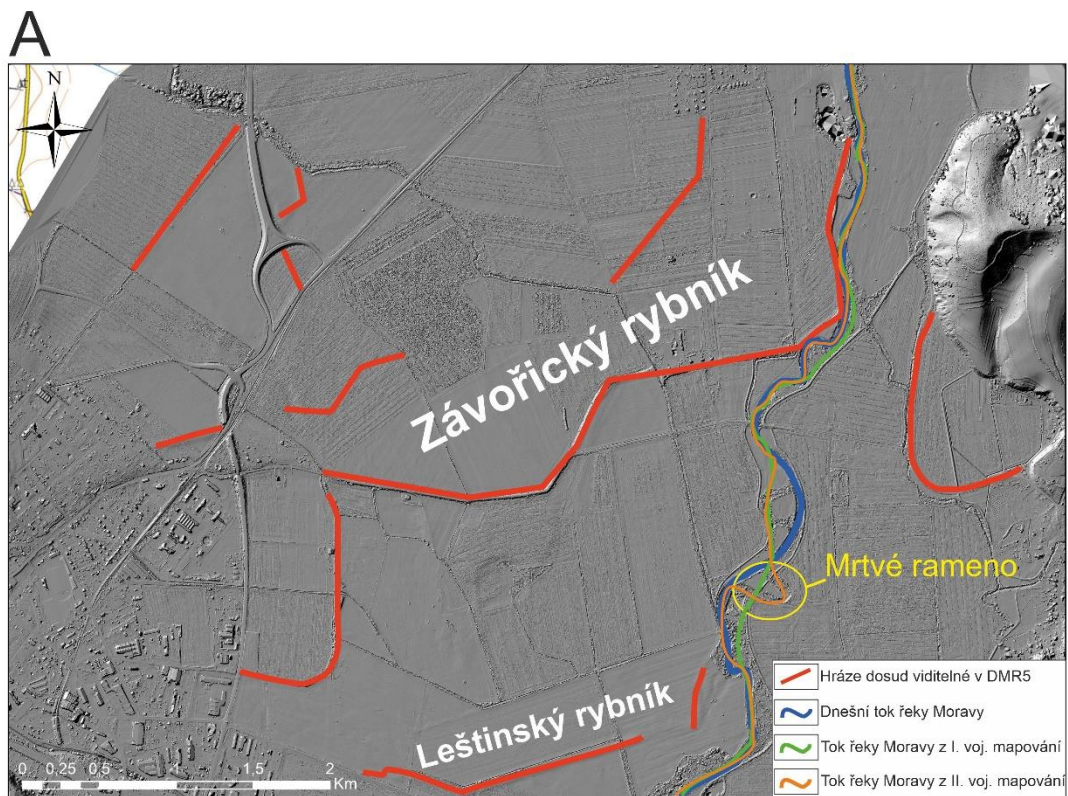 A
N
Závořický rybník
Mrtvé rameno
Leštinský rybník
Hráze dosud viditelné v DMR5
Dnešní tok řeky Moravy
Tok řeky Moravy z I. voj. mapování
Tok řeky Moravy z II. voj. mapování
0 0,25 0,5 1 1,5 2
Km